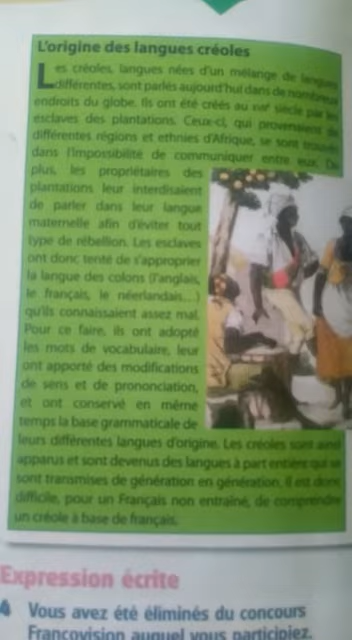 L'origine des langues créoles
Les créoles, langues nées d'un mélange de langues
différentes, sont parlés aujourd'hui dans de nombreux
endroits du globe. Ils ont été créés au siècle par les
esclaves des plantations. Ceux-ci, qui provenaient de
différentes régions et ethnies d'Afrique, se sont trouvés
dans l'impossibilité de communiquer entre eux. De
plus, les propriétaires des
plantations leur interdisaient
de parler dans leur langue
maternelle afin d'éviter tout
type de rébellion. Les esclaves
ont donc tenté de s'approprier
la langue des colons (l'anglais,
le français, le néerlandais...)
qu'ils connaissaient assez mal.
Pour ce faire, ils ont adopté
les mots de vocabulaire, leur
ont apporté des modifications
de sens et de prononciation,
et ont conservé en même
temps la base grammaticale de
leurs différentes langues d'origine. Les créoles sont ainsi
apparus et sont devenus des langues à part entière qui se
sont transmises de génération en génération. Il est donc
difficile, pour un Français non entraîné, de comprendre
un créole à base de français.
Expression écrite
4 Vous avez été éliminés du concours
Francovision auquel vous participiez.